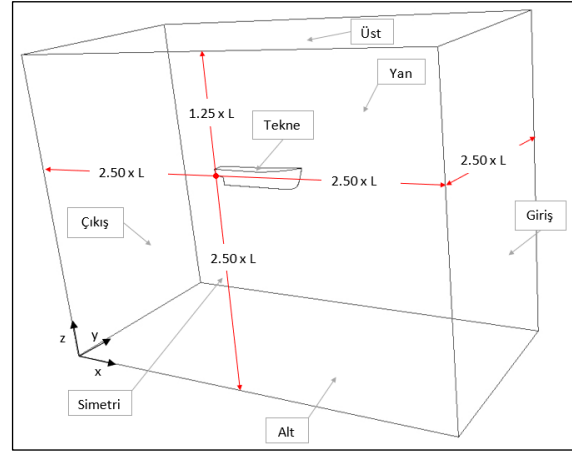 Üst
Yan
1.25 x L
Tekne
2.50 x L
2.50 x L
2.50 x L
Giriş
Çıkış
2.50 x L
z
y
x
Simetri
Alt